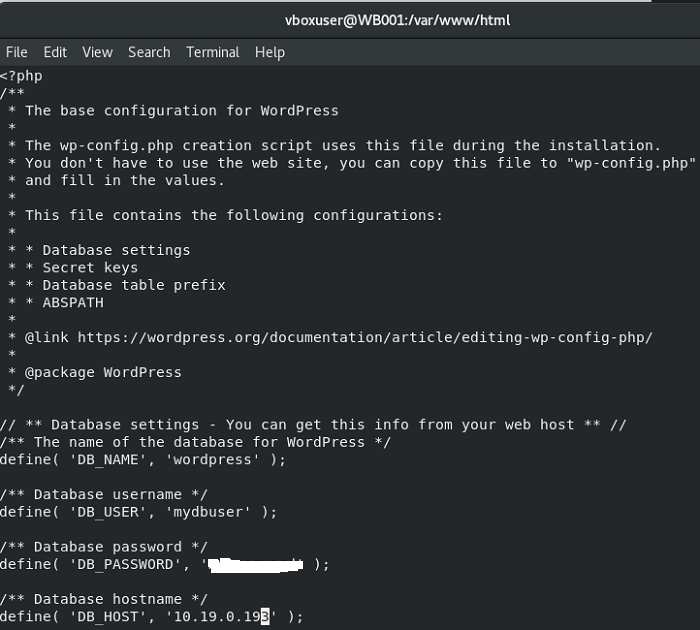 vboxuser@WB001:/var/www/html
File Edit View Search Terminal Help
<?php
/**
 * The base configuration for WordPress
 *
 * The wp-config.php creation script uses this file during the installation.
 * You don't have to use the web site, you can copy this file to "wp-config.php"
 * and fill in the values.
 *
 * This file contains the following configurations:
 *
 * * Database settings
 * * Secret keys
 * * Database table prefix
 * * ABSPATH
 *
 * @link https://wordpress.org/documentation/article/editing-wp-config-php/
 *
 * @package WordPress
 */
// ** Database settings - You can get this info from your web host ** //
/** The name of the database for WordPress */
define( 'DB_NAME', 'wordpress' );
/** Database username */
define( 'DB_USER', 'mydbuser' );
/** Database password */
define( 'DB_PASSWORD', ' );
/** Database hostname */
define( 'DB_HOST', '10.19.0.193' );